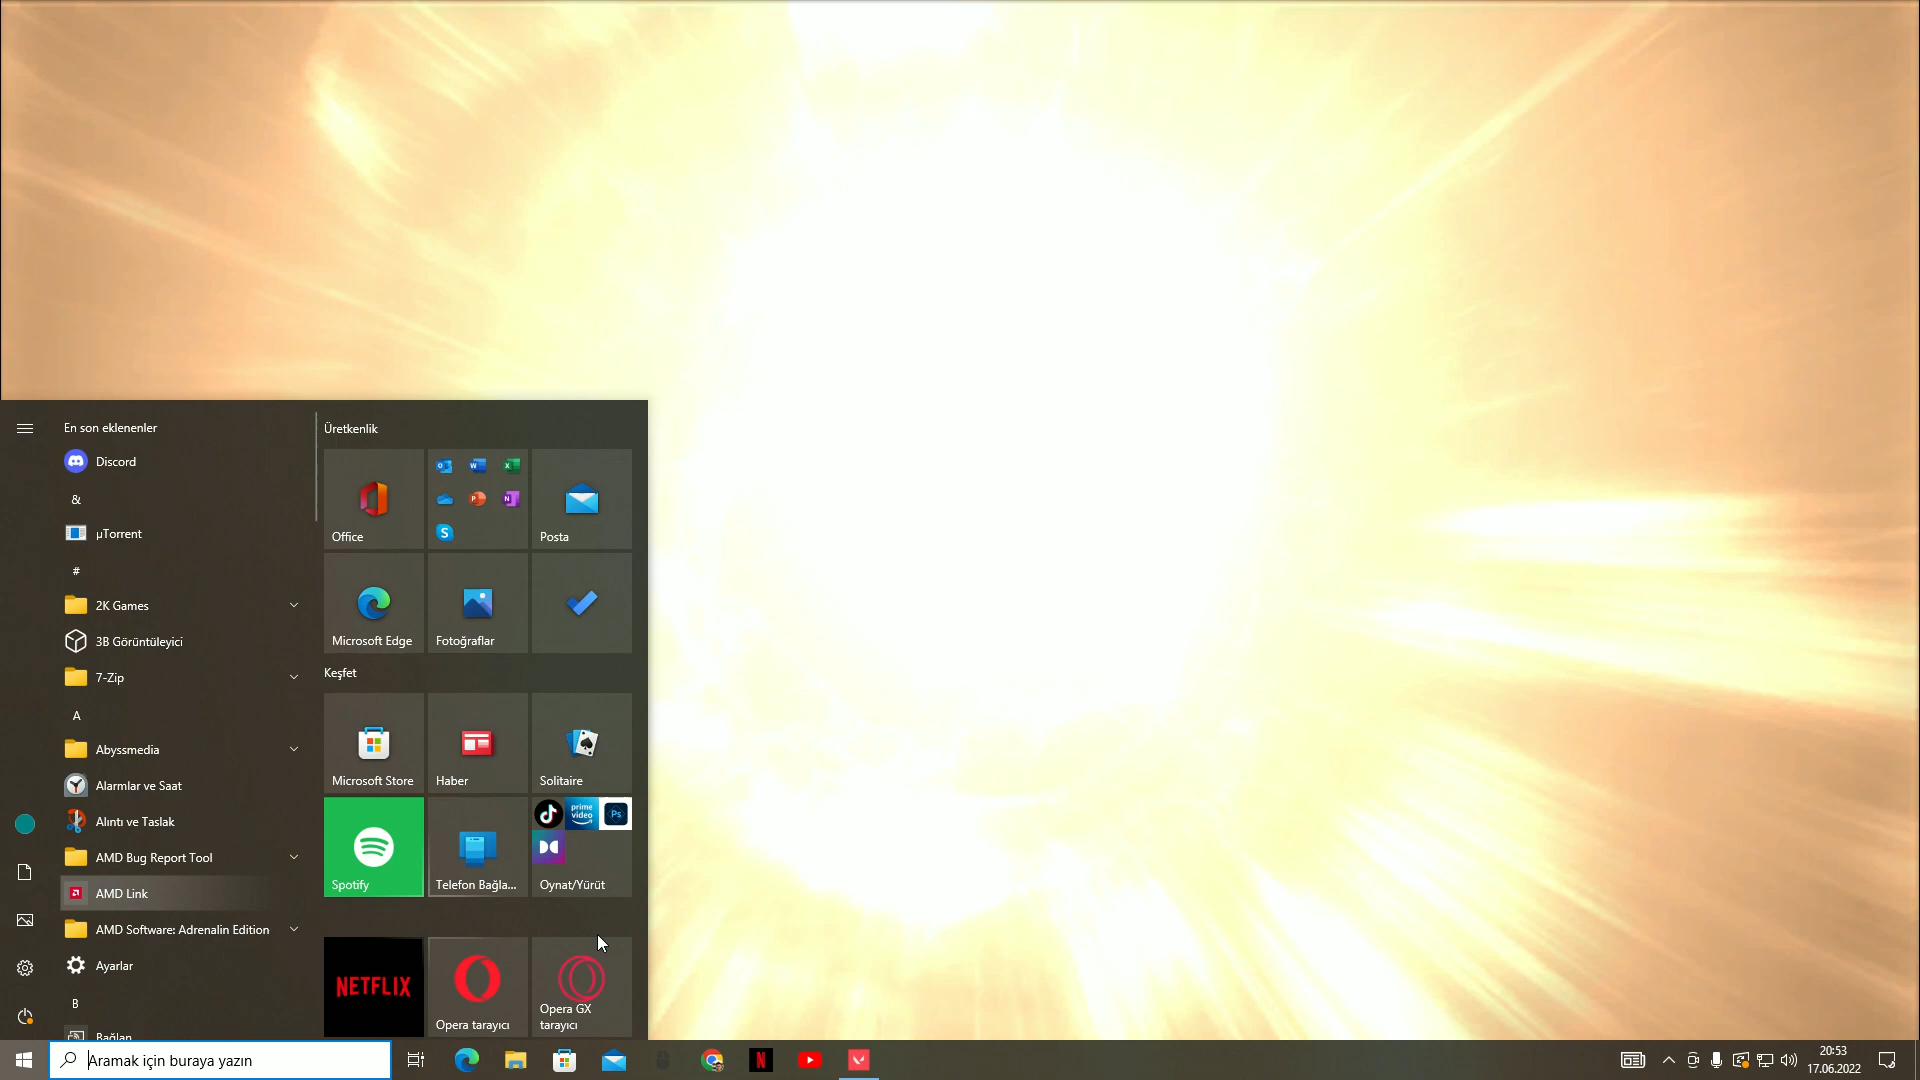 En son eklenenler
Discord
&
µTorrent
#
2K Games
3B Görüntüleyici
7-Zip
A
Abyssmedia
Alarmlar ve Saat
Alıntı ve Taslak
AMD Bug Report Tool
AMD Link
AMD Software: Adrenalin Edition
Ayarlar
B
Bağlan
Üretkenlik
Office
Posta
Microsoft Edge
Fotoğraflar
Keşfet
Microsoft Store
Haber
Solitaire
Spotify
Telefon Bağla...
prime
video
Ps
Oynat/Yürüt
NETFLIX
Opera tarayıcı
Opera GX
tarayıcı
Aramak için buraya yazın
20:53
17.06.2022